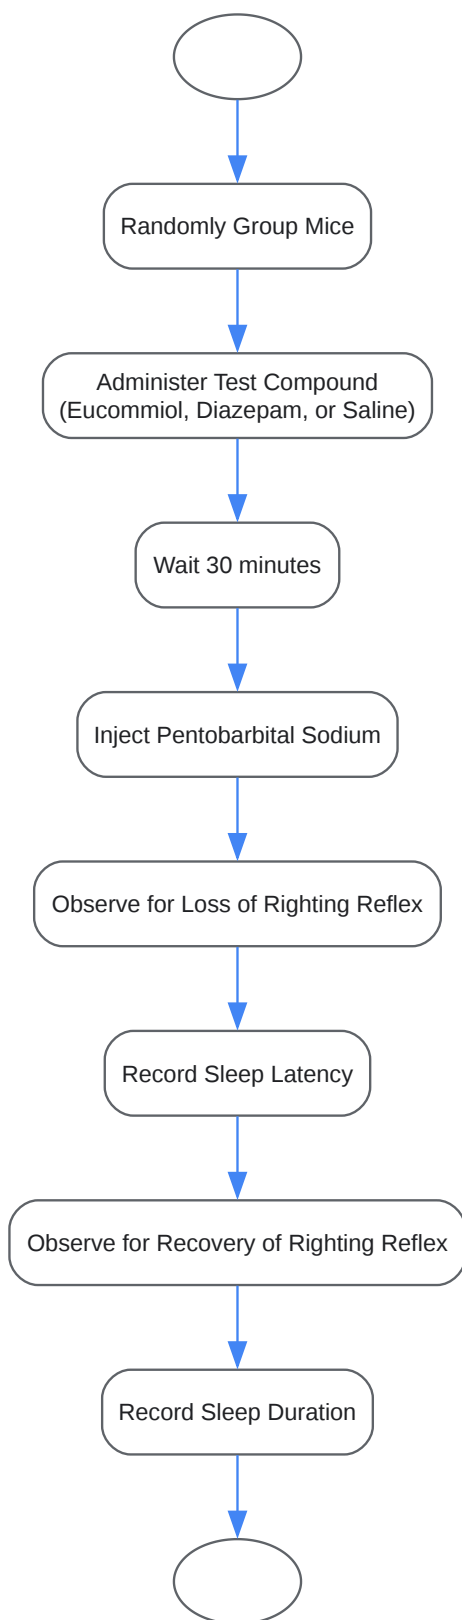 Randomly Group Mice
Administer Test Compound
(Eucommiol, Diazepam, or Saline)
Wait 30 minutes
Inject Pentobarbital Sodium
Observe for Loss of Righting Reflex
Record Sleep Latency
Observe for Recovery of Righting Reflex
Record Sleep Duration